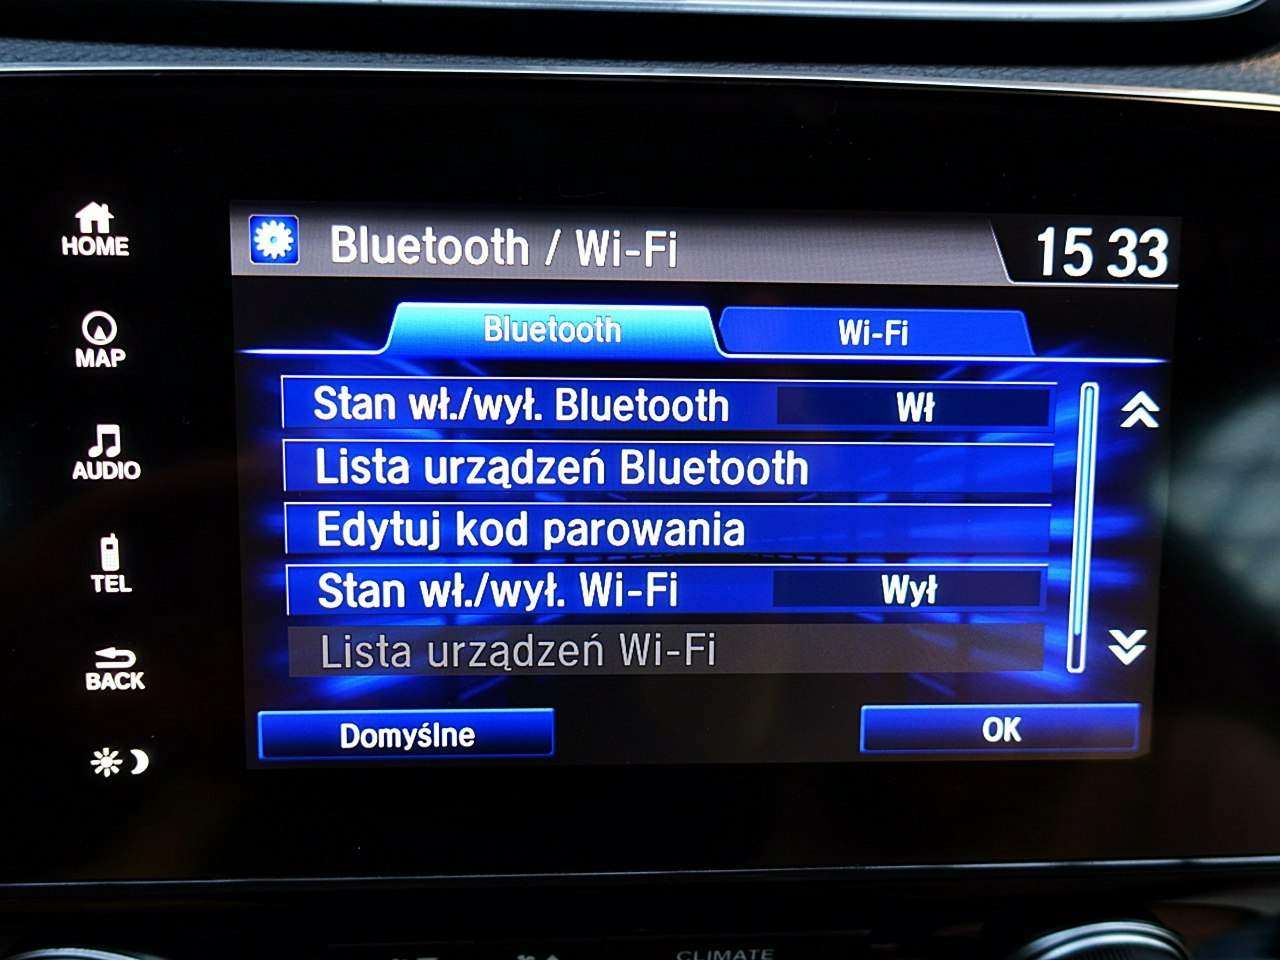 HOME
MAP
AUDIO
TEL
BACK
Bluetooth / Wi-Fi
15 33
Bluetooth
Wi-Fi
Stan wł./wył. Bluetooth Wł
Lista urządzeń Bluetooth
Edytuj kod parowania
Stan wł./wył. Wi-Fi Wył
Lista urządzeń Wi-Fi
Domyślne
OK
CLIMATE